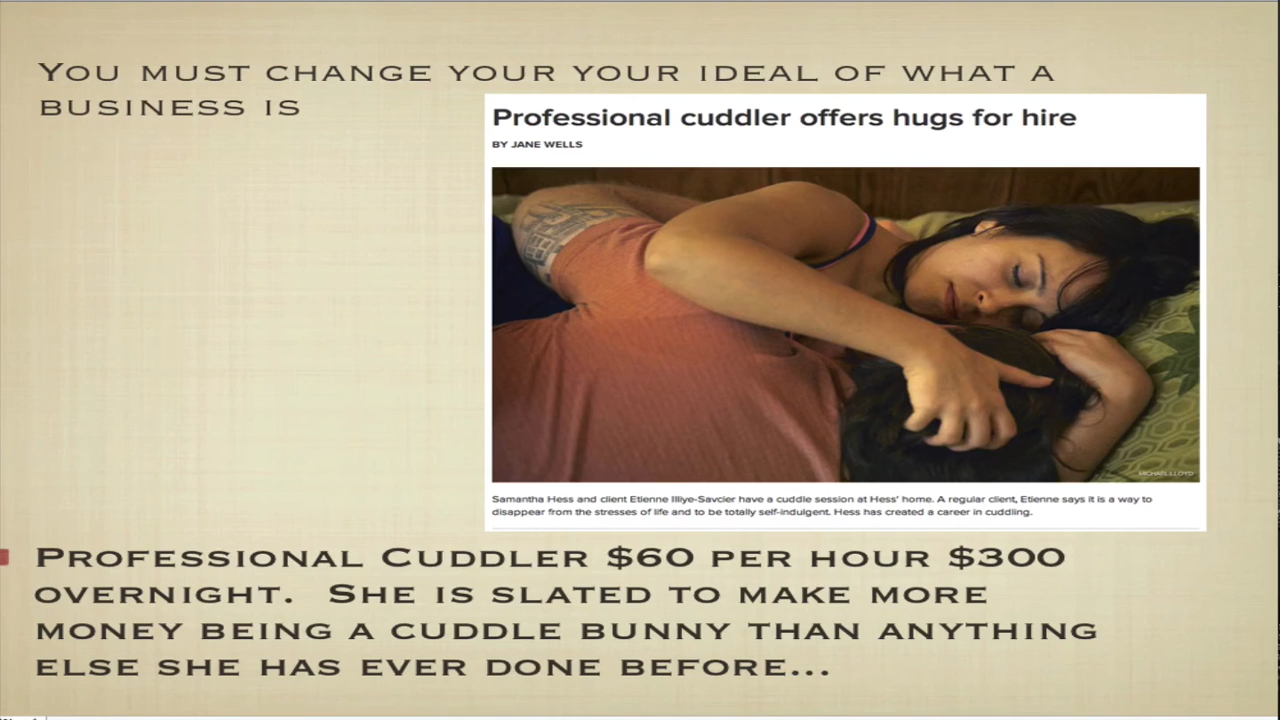 You must change your your ideal of what a
business is
Professional cuddler offers hugs for hire
BY JANE WELLS
MICHAEL LLOYD
Samantha Hess and client Etienne Illiye-Savcier have a cuddle session at Hess' home. A regular client, Etienne says it is a way to
disappear from the stresses of life and to be totally self-indulgent. Hess has created a career in cuddling.
Professional Cuddler $60 per hour $300
overnight. She is slated to make more
money being a cuddle bunny than anything
else she has ever done before...